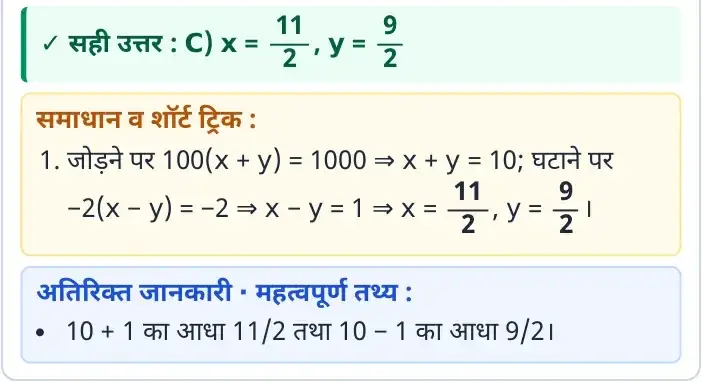 ✓ सही उत्तर : C) x = 11/2, y = 9/2
समाधान व शॉर्ट ट्रिक :
1. जोड़ने पर 100(x + y) = 1000 ⇒ x + y = 10; घटाने पर
−2(x − y) = −2 ⇒ x − y = 1 ⇒ x = 11/2, y = 9/2।
अतिरिक्त जानकारी · महत्वपूर्ण तथ्य :
• 10 + 1 का आधा 11/2 तथा 10 − 1 का आधा 9/2।